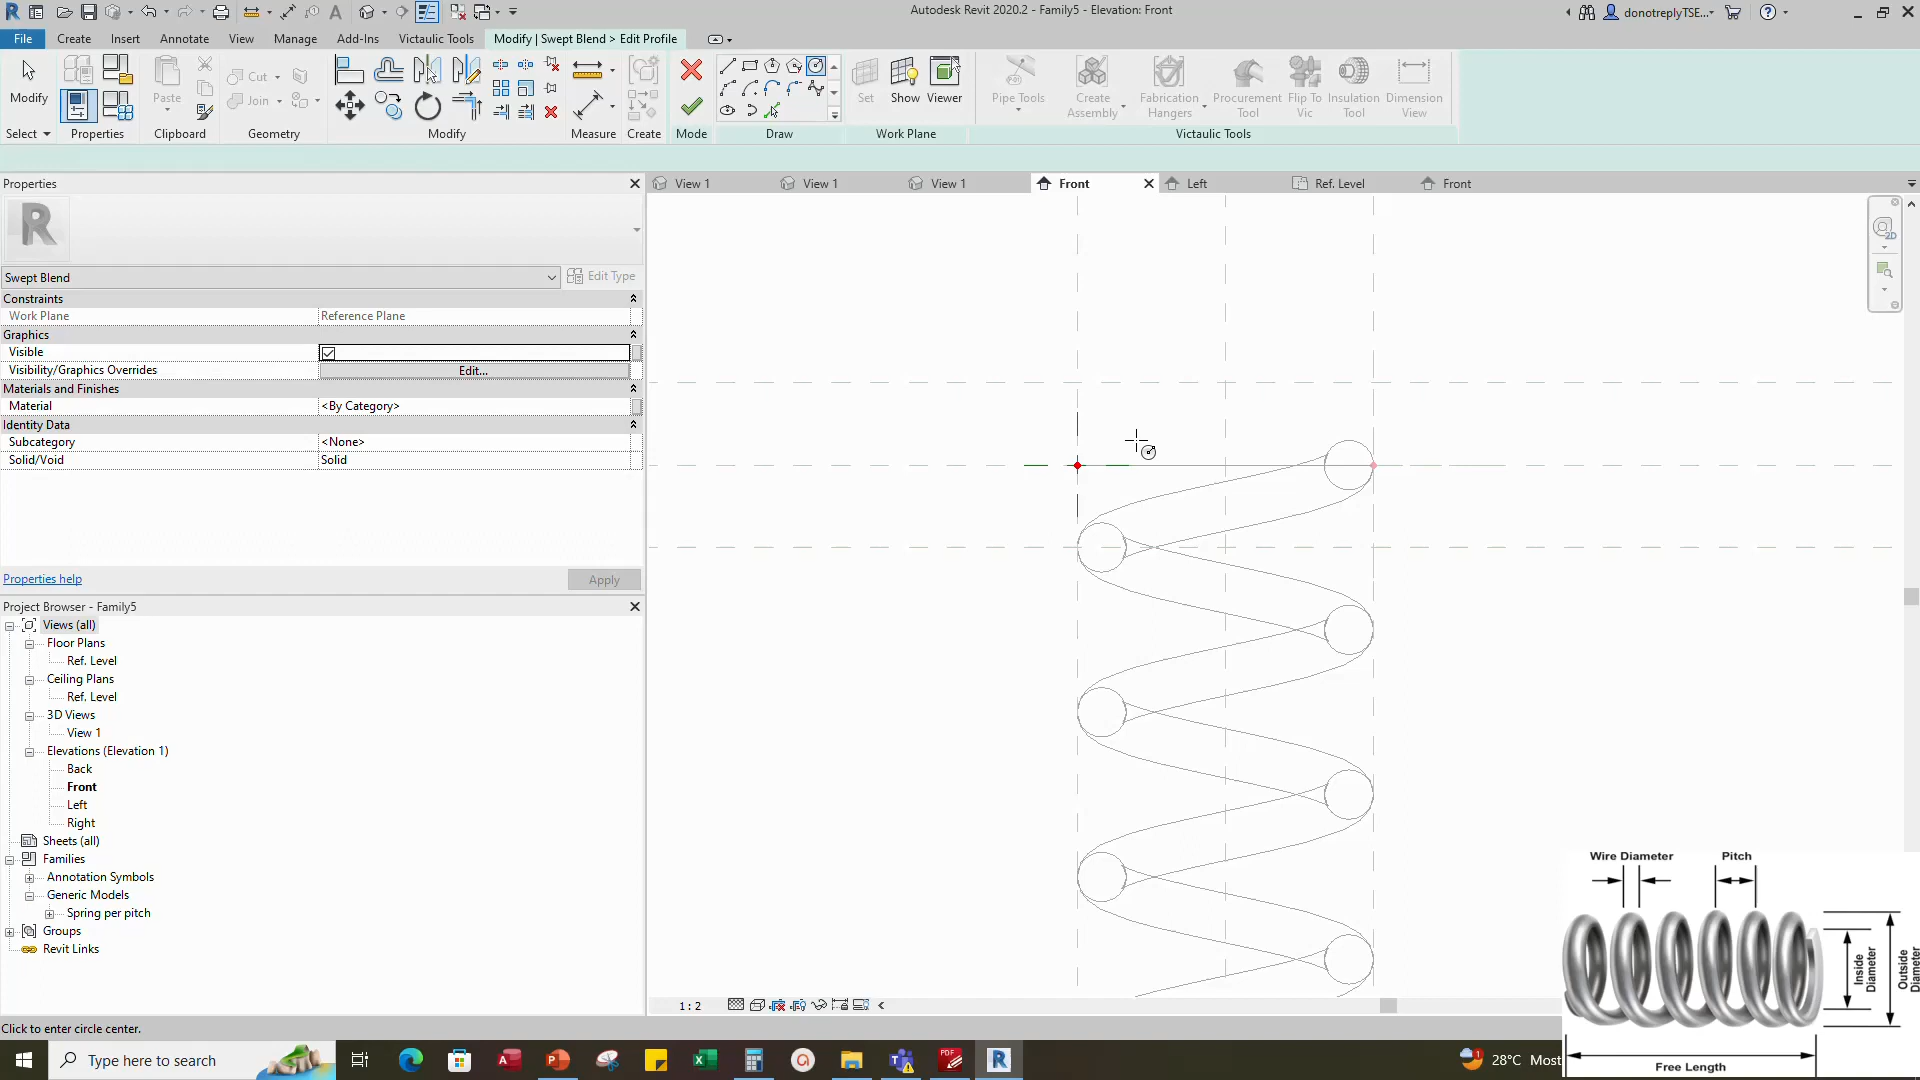 Autodesk Revit 2020.2 - Family5 - Elevation: Front
donotreplyTSE...
File
Create
Insert
Annotate
View
Manage
Add-Ins
Victaulic Tools
Modify | Swept Blend > Edit Profile
Modify
Paste
Cut
Join
Set
Show
Viewer
Pipe Tools
Create Assembly
Fabrication Hangers
Procurement Tool
Flip To Vic
Insulation Tool
Dimension View
Select
Properties
Clipboard
Geometry
Modify
Measure
Create
Mode
Draw
Work Plane
Victaulic Tools
Properties
View 1
View 1
View 1
Front
Left
Ref. Level
Front
2D
Swept Blend
Edit Type
Constraints
Work Plane
Reference Plane
Graphics
Visible
Visibility/Graphics Overrides
Edit...
Materials and Finishes
Material
<By Category>
Identity Data
Subcategory
<None>
Solid/Void
Solid
Properties help
Apply
Project Browser - Family5
Views (all)
Floor Plans
Ref. Level
Ceiling Plans
Ref. Level
3D Views
View 1
Elevations (Elevation 1)
Back
Front
Left
Right
Sheets (all)
Families
Annotation Symbols
Generic Models
Spring per pitch
Groups
Revit Links
1 : 2
Wire Diameter
Pitch
Inside Diameter
Outside Diameter
Free Length
Click to enter circle center.
Type here to search
28°C Most